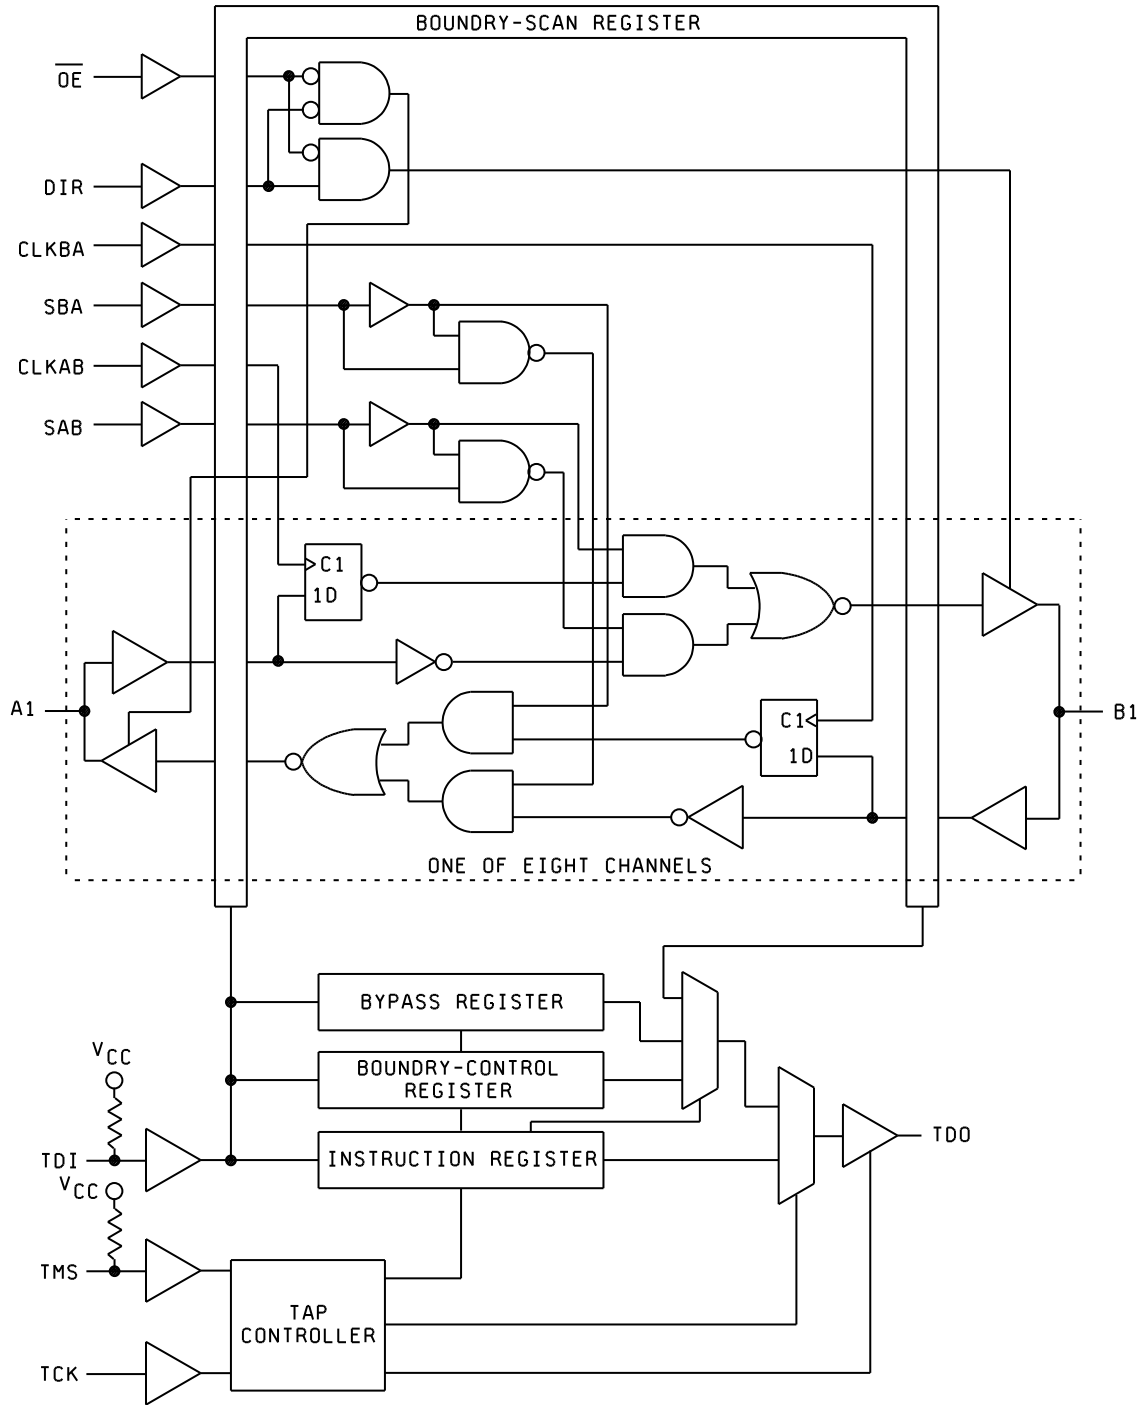 BOUNDRY-SCAN REGISTER
OE
DIR
CLKBA
SBA
CLKAB
SAB
C1
1D
A1
B1
C1
1D
ONE OF EIGHT CHANNELS
BYPASS REGISTER
VCC
BOUNDRY-CONTROL
REGISTER
TDO
TDI
INSTRUCTION REGISTER
VCC
TMS
TAP
CONTROLLER
TCK